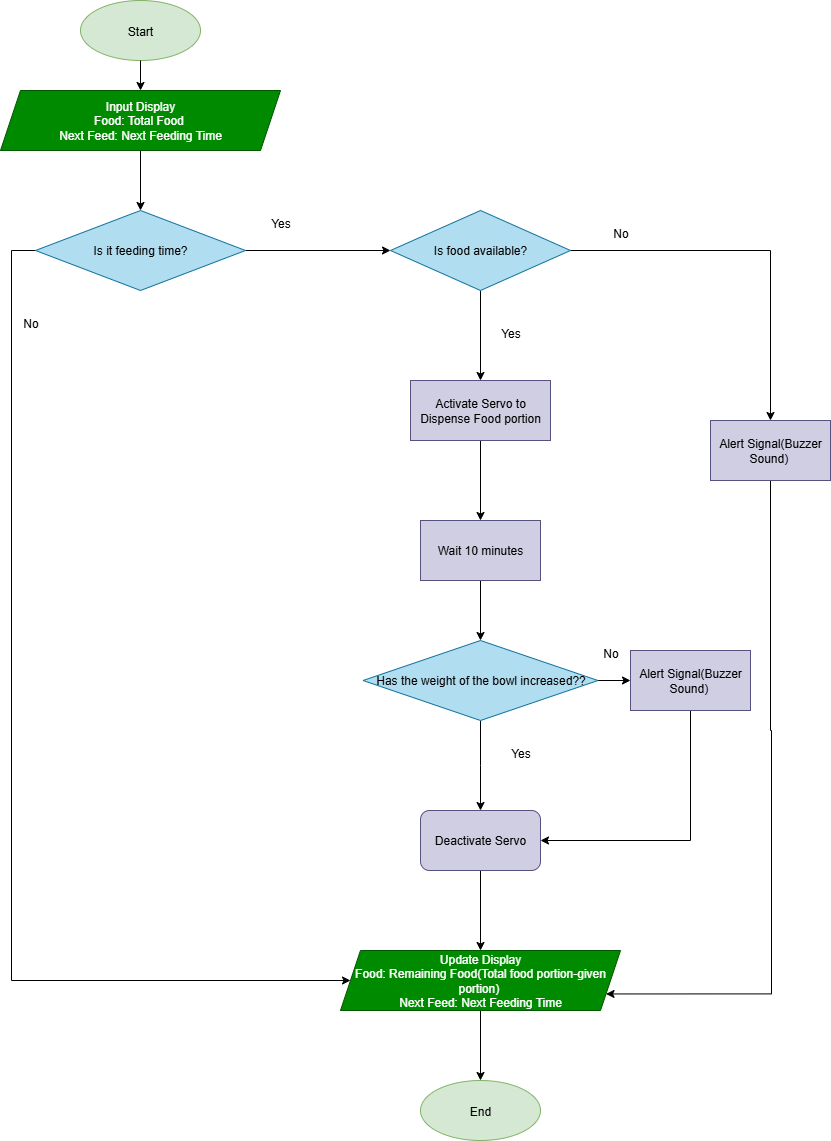 Start
Input Display
Food: Total Food
Next Feed: Next Feeding Time
Yes
No
Is it feeding time?
Is food available?
No
Yes
Activate Servo to
Dispense Food portion
Alert Signal(Buzzer
Sound)
Wait 10 minutes
No
Has the weight of the bowl increased??
Alert Signal(Buzzer
Sound)
Yes
Deactivate Servo
Update Display
Food: Remaining Food(Total food portion-given
portion)
Next Feed: Next Feeding Time
End